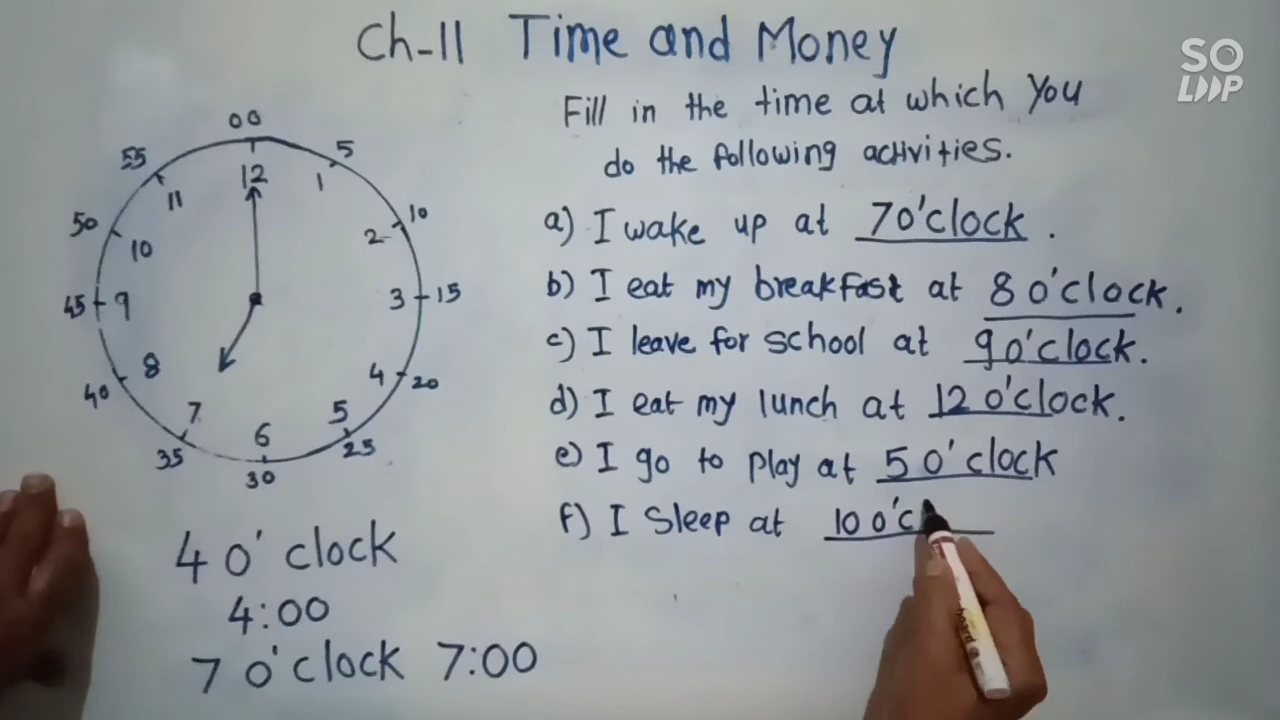 Ch-11 Time and Money
SO
LOOP
Fill in the time at which You
do the following activities.
a) I wake up at 7 O'clock.
b) I eat my breakfast at 8 O'clock.
c) I leave for school at 9 O'clock.
d) I eat my lunch at 12 O'clock.
e) I go to play at 5 O'clock
f) I Sleep at 10 O'c
00
55 5
12
11 1
50 10
10 2
45 9 3 15
8 4
40 20
7 5
6
35 25
30
4 O'clock
4:00
7 O'clock 7:00